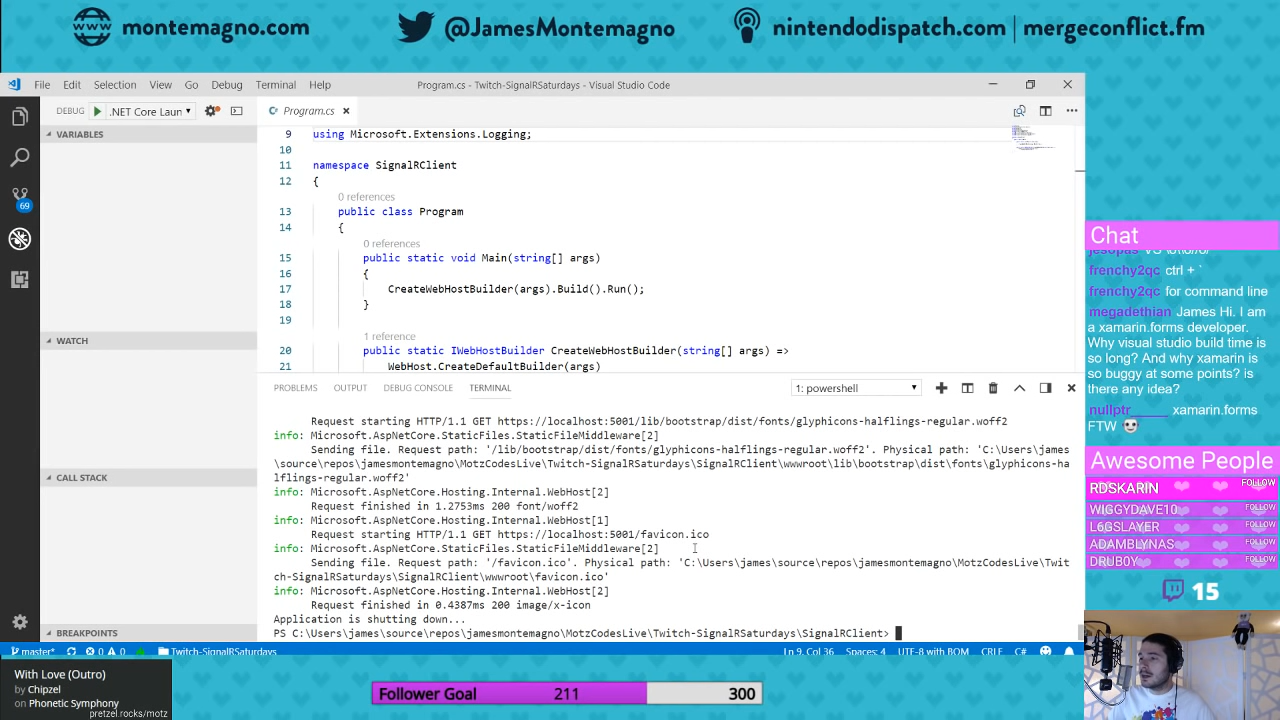 montemagno.com
@JamesMontemagno
nintendodispatch.com | mergeconflict.fm
File Edit Selection View Go Debug Terminal Help
Program.cs - Twitch-SignalRSaturdays - Visual Studio Code
DEBUG .NET Core Laun
Program.cs
VARIABLES
9 using Microsoft.Extensions.Logging;
10
11 namespace SignalRClient
12 {
0 references
13 public class Program
14 {
0 references
15 public static void Main(string[] args)
16 {
17 CreateWebHostBuilder(args).Build().Run();
18 }
19
1 reference
20 public static IWebHostBuilder CreateWebHostBuilder(string[] args) =>
21 WebHost.CreateDefaultBuilder(args)
69
WATCH
CALL STACK
BREAKPOINTS
PROBLEMS OUTPUT DEBUG CONSOLE TERMINAL
1: powershell
Request starting HTTP/1.1 GET https://localhost:5001/lib/bootstrap/dist/fonts/glyphicons-halflings-regular.woff2
info: Microsoft.AspNetCore.StaticFiles.StaticFileMiddleware[2]
Sending file. Request path: '/lib/bootstrap/dist/fonts/glyphicons-halflings-regular.woff2'. Physical path: 'C:\Users\james
\source\repos\jamesmontemagno\MotzCodesLive\Twitch-SignalRSaturdays\SignalRClient\wwwroot\lib\bootstrap\dist\fonts\glyphicons-ha
lflings-regular.woff2'
info: Microsoft.AspNetCore.Hosting.Internal.WebHost[2]
Request finished in 1.2753ms 200 font/woff2
info: Microsoft.AspNetCore.Hosting.Internal.WebHost[1]
Request starting HTTP/1.1 GET https://localhost:5001/favicon.ico
info: Microsoft.AspNetCore.StaticFiles.StaticFileMiddleware[2]
Sending file. Request path: '/favicon.ico'. Physical path: 'C:\Users\james\source\repos\jamesmontemagno\MotzCodesLive\Twit
ch-SignalRSaturdays\SignalRClient\wwwroot\favicon.ico'
info: Microsoft.AspNetCore.Hosting.Internal.WebHost[2]
Request finished in 0.4387ms 200 image/x-icon
Application is shutting down...
PS C:\Users\james\source\repos\jamesmontemagno\MotzCodesLive\Twitch-SignalRSaturdays\SignalRClient>
master* 0 0 Twitch-SignalRSaturdays
Ln 9, Col 36 Spaces: 4 UTF-8 with BOM CRLF C#
Chat
frenchy2qc ctrl + `
frenchy2qc for command line
megadethian James Hi. I am
a xamarin.forms developer.
Why visual studio build time is
so long? And why xamarin is
so buggy at some points? is
there any idea?
nullptr_____ xamarin.forms
FTW
Awesome People
RDSKARIN FOLLOW
WIGGYDAVE10 FOLLOW
L6GSLAYER FOLLOW
ADAMBLYNAS FOLLOW
DRUB0Y FOLLOW
15
With Love (Outro)
by Chipzel
on Phonetic Symphony
pretzel.rocks/motz
Follower Goal 211 300